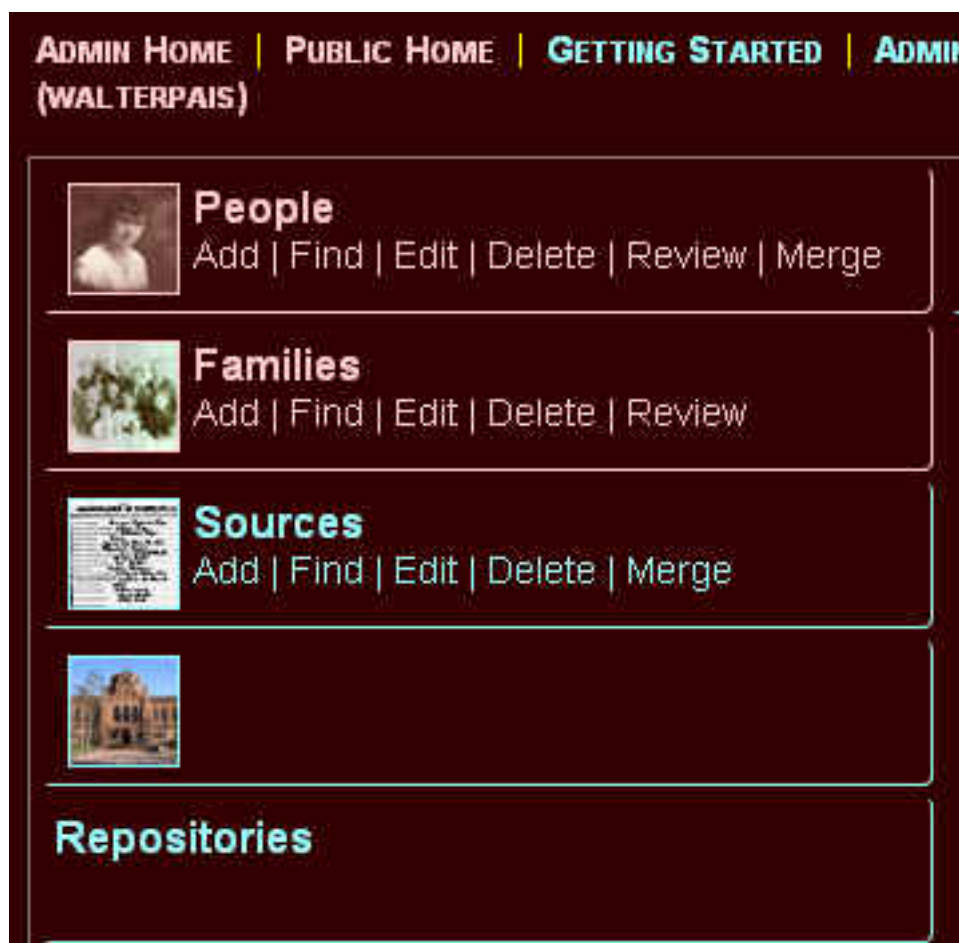 ADMIN HOME | PUBLIC HOME | GETTING STARTED | ADMIN
(WALTERPAIS)
People
Add | Find | Edit | Delete | Review | Merge
Families
Add | Find | Edit | Delete | Review
Sources
Add | Find | Edit | Delete | Merge
Repositories